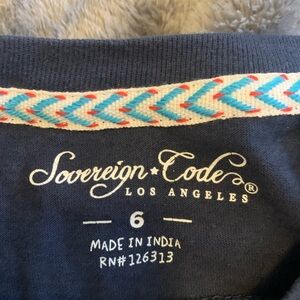 Sovereign★Code®
LOS ANGELES
— 6 —
MADE IN INDIA
RN#126313